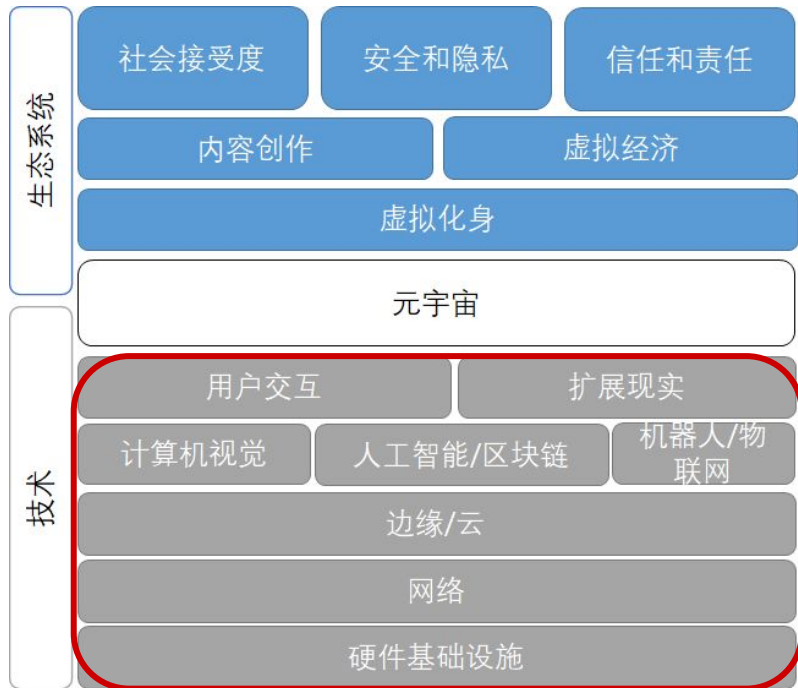 生态系统
社会接受度
安全和隐私
信任和责任
内容创作
虚拟经济
虚拟化身
元宇宙
技术
用户交互
扩展现实
计算机视觉
人工智能/区块链
机器人/物
联网
边缘/云
网络
硬件基础设施